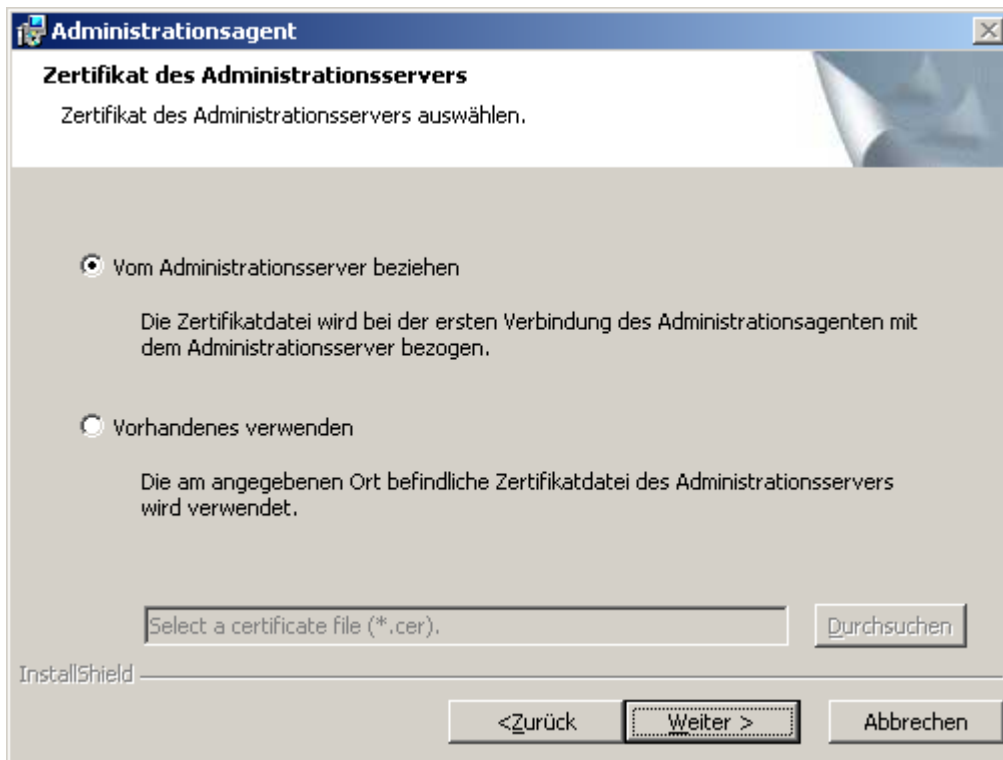 Administrationsagent
Zertifikat des Administrationsservers
Zertifikat des Administrationsservers auswählen.
Vom Administrationsserver beziehen
Die Zertifikatdatei wird bei der ersten Verbindung des Administrationsagenten mit
dem Administrationsserver bezogen.
Vorhandenes verwenden
Die am angegebenen Ort befindliche Zertifikatdatei des Administrationsservers
wird verwendet.
Select a certificate file (*.cer).
Durchsuchen
InstallShield
<Zurück
Weiter >
Abbrechen